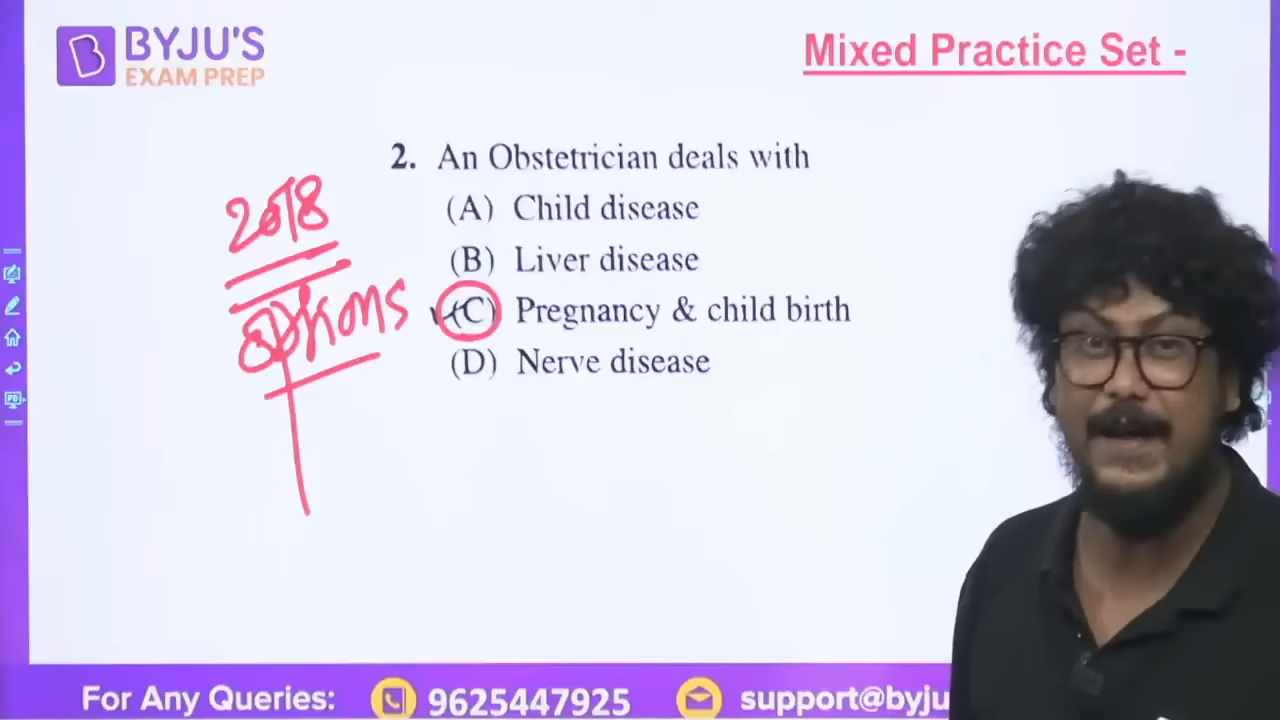 BYJU'S
EXAM PREP
Mixed Practice Set -
2. An Obstetrician deals with
(A) Child disease
(B) Liver disease
(C) Pregnancy & child birth
(D) Nerve disease
2018
options
For Any Queries:
9625447925
support@byju